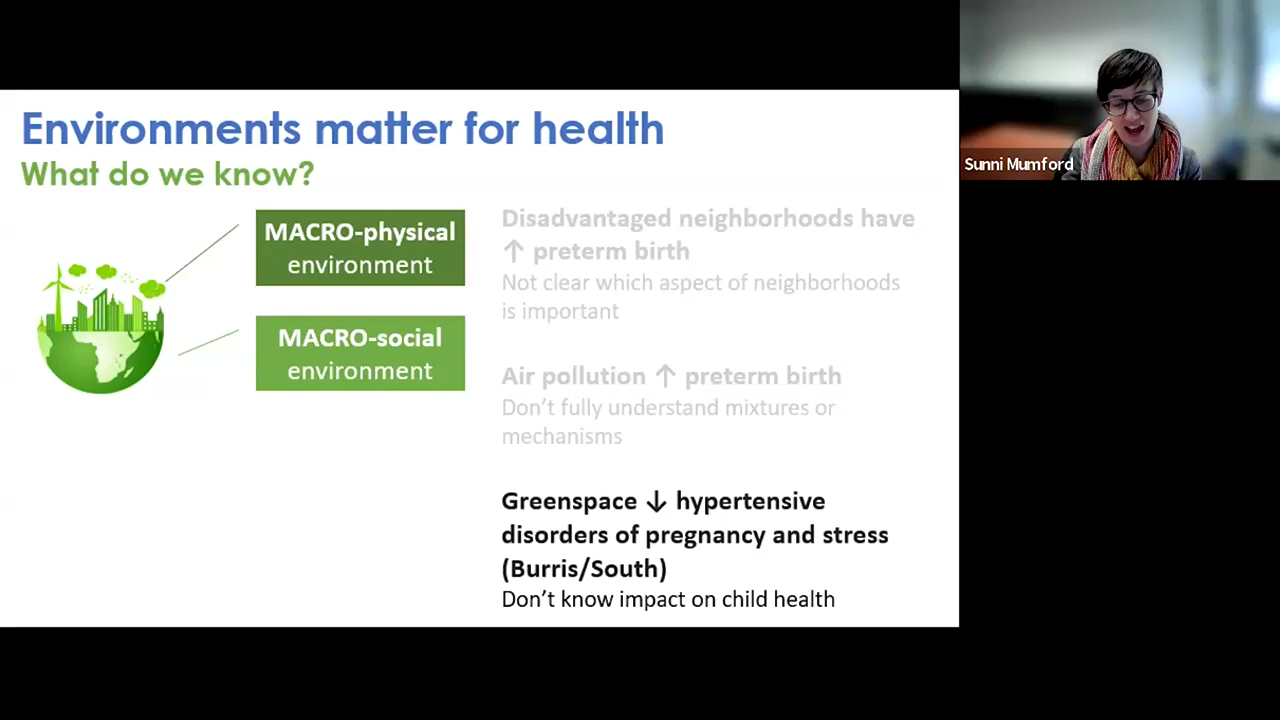 Environments matter for health
What do we know?
MACRO-physical
environment
MACRO-social
environment
Disadvantaged neighborhoods have
↑ preterm birth
Not clear which aspect of neighborhoods
is important
Air pollution ↑ preterm birth
Don’t fully understand mixtures or
mechanisms
Greenspace ↓ hypertensive
disorders of pregnancy and stress
(Burris/South)
Don’t know impact on child health
Sunni Mumford